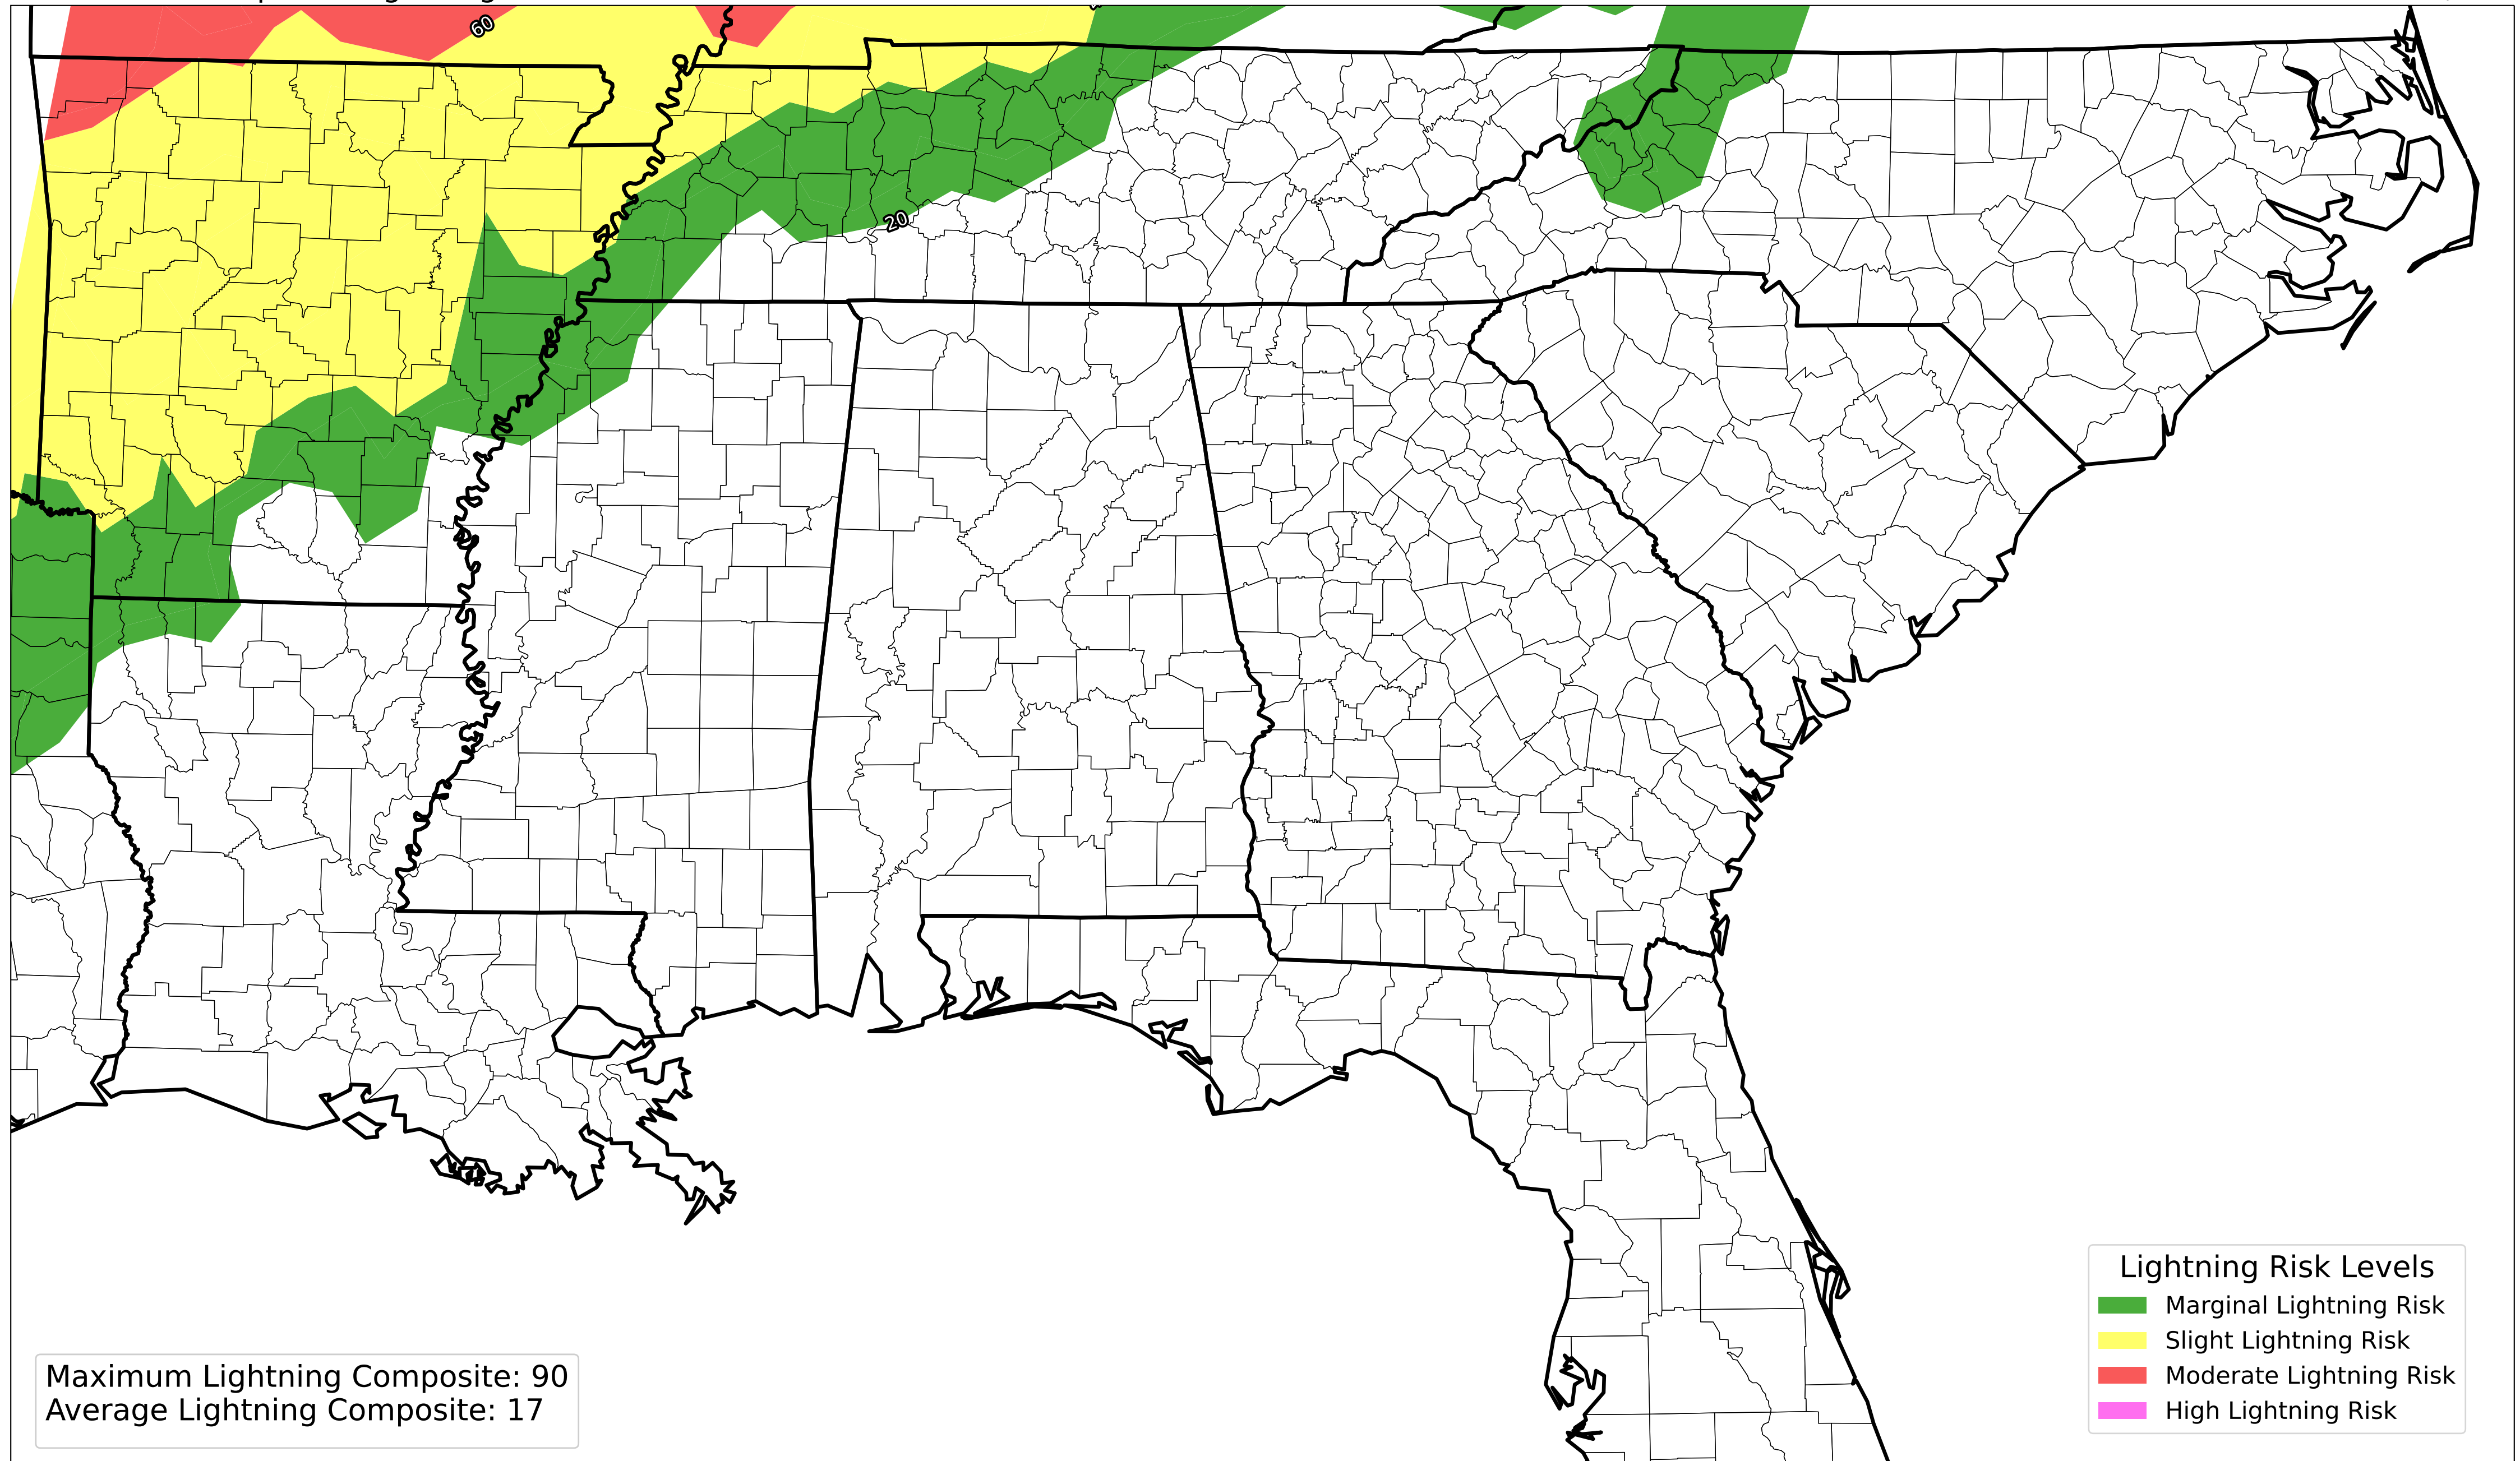 60
20
Lightning Risk Levels
Marginal Lightning Risk
Slight Lightning Risk
Moderate Lightning Risk
High Lightning Risk
Maximum Lightning Composite: 90
Average Lightning Composite: 17